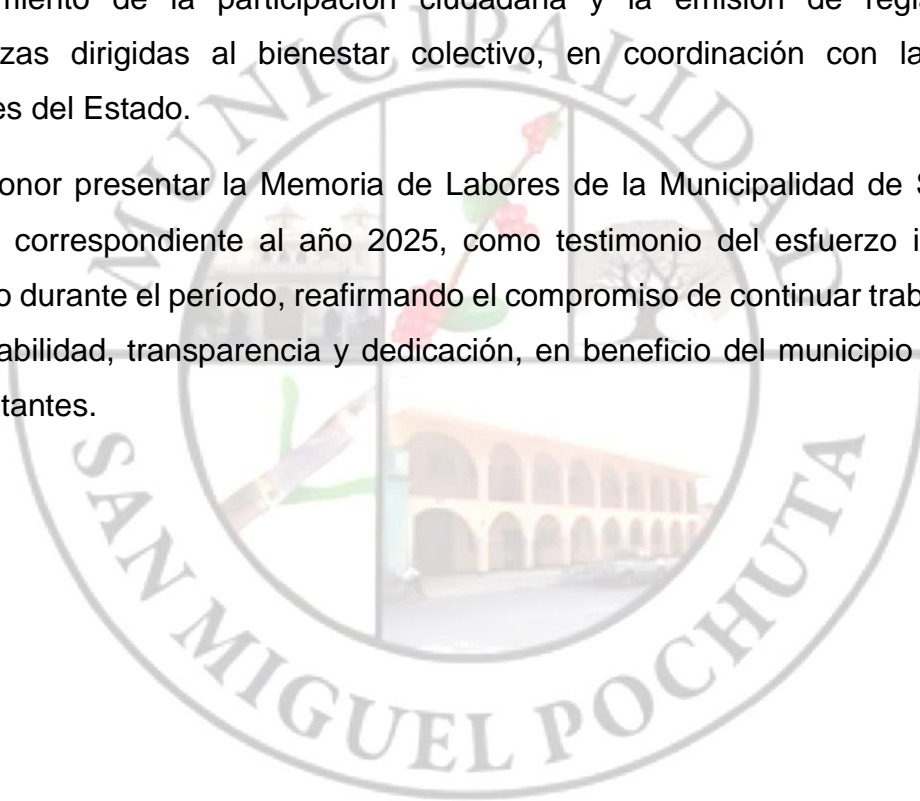 miento de la participación ciudadana y la emisión de regla
zas dirigidas al bienestar colectivo, en coordinación con la
es del Estado.
onor presentar la Memoria de Labores de la Municipalidad de S
correspondiente al año 2025, como testimonio del esfuerzo i
o durante el período, reafirmando el compromiso de continuar trab
abilidad, transparencia y dedicación, en beneficio del municipio
tantes.
MUNICIPALIDAD
SAN MIGUEL POCHUTA